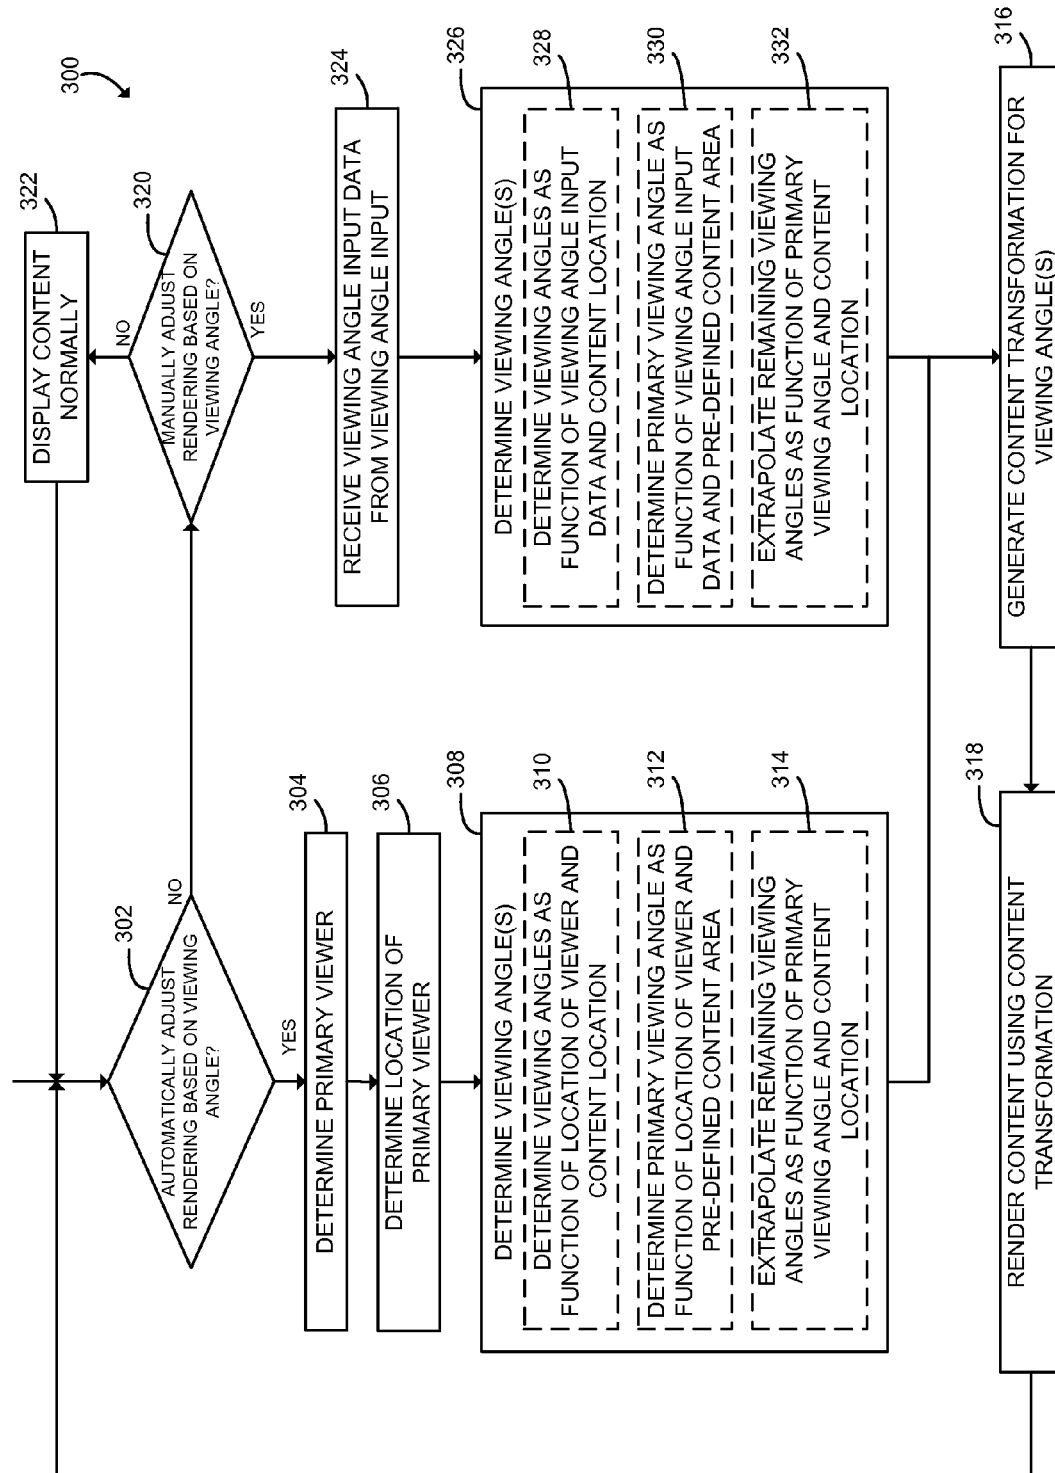 300
302
AUTOMATICALLY ADJUST
RENDERING BASED ON VIEWING
ANGLE?
NO
YES
304
DETERMINE PRIMARY VIEWER
306
DETERMINE LOCATION OF
PRIMARY VIEWER
308
DETERMINE VIEWING ANGLE(S)
310
DETERMINE VIEWING ANGLES AS
FUNCTION OF LOCATION OF VIEWER AND
CONTENT LOCATION
312
DETERMINE PRIMARY VIEWING ANGLE AS
FUNCTION OF LOCATION OF VIEWER AND
PRE-DEFINED CONTENT AREA
314
EXTRAPOLATE REMAINING VIEWING
ANGLES AS FUNCTION OF PRIMARY
VIEWING ANGLE AND CONTENT
LOCATION
322
DISPLAY CONTENT
NORMALLY
320
MANUALLY ADJUST
RENDERING BASED ON
VIEWING ANGLE?
NO
YES
324
RECEIVE VIEWING ANGLE INPUT DATA
FROM VIEWING ANGLE INPUT
326
DETERMINE VIEWING ANGLE(S)
328
DETERMINE VIEWING ANGLES AS
FUNCTION OF VIEWING ANGLE INPUT
DATA AND CONTENT LOCATION
330
DETERMINE PRIMARY VIEWING ANGLE AS
FUNCTION OF VIEWING ANGLE INPUT
DATA AND PRE-DEFINED CONTENT AREA
332
EXTRAPOLATE REMAINING VIEWING
ANGLES AS FUNCTION OF PRIMARY
VIEWING ANGLE AND CONTENT
LOCATION
316
GENERATE CONTENT TRANSFORMATION FOR
VIEWING ANGLE(S)
318
RENDER CONTENT USING CONTENT
TRANSFORMATION